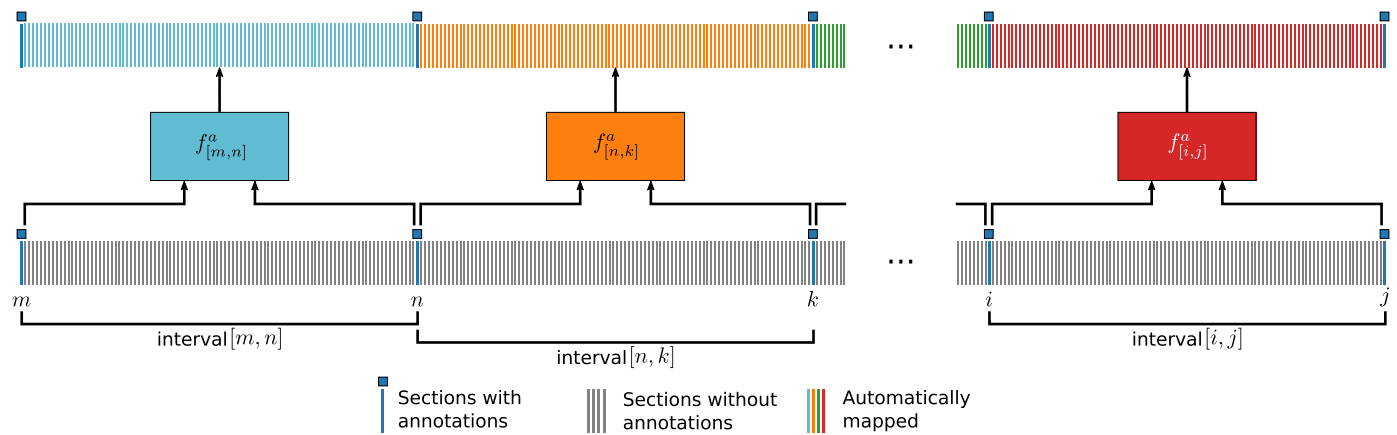 ...
f^a_{[m,n]}
f^a_{[n,k]}
f^a_{[i,j]}
...
m n k i j
interval[m, n]
interval[n, k]
interval[i, j]
Sections with
annotations
Sections without
annotations
Automatically
mapped